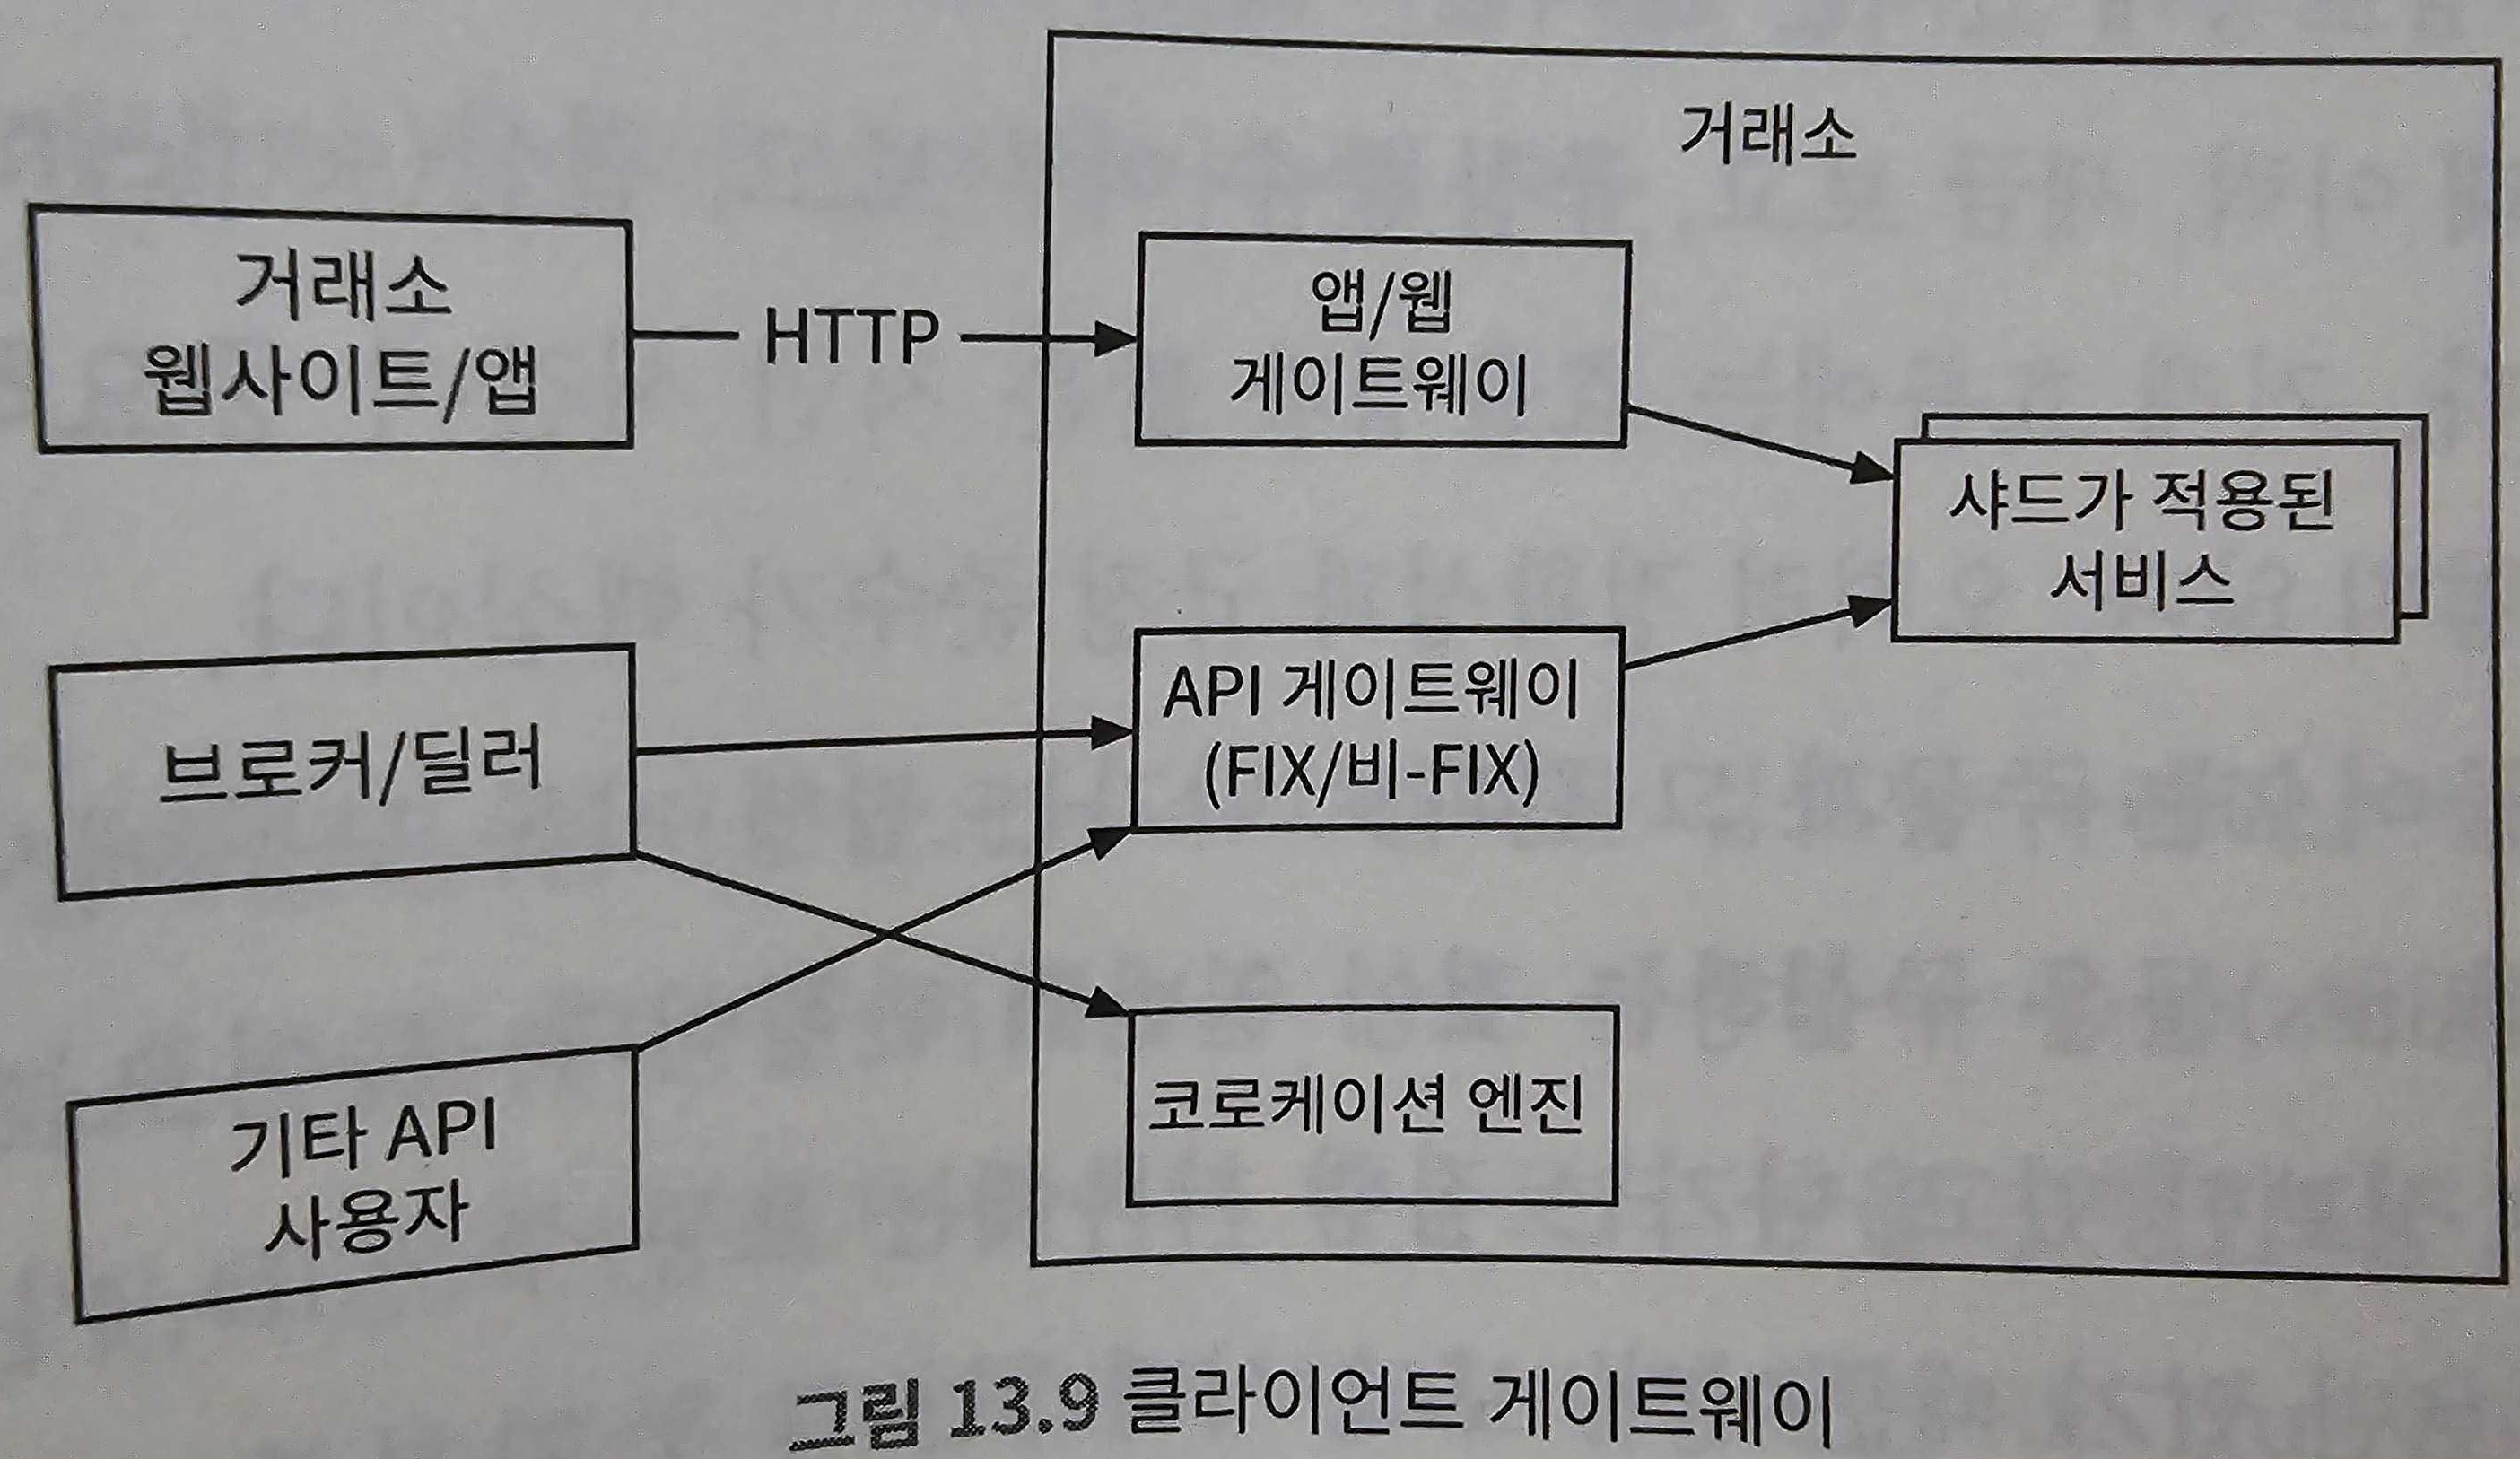 거래소
거래소
웹사이트/앱
HTTP
앱/웹
게이트웨이
샤드가 적용된
서비스
브로커/딜러
API 게이트웨이
(FIX/비-FIX)
기타 API
사용자
코로케이션 엔진
그림 13.9 클라이언트 게이트웨이